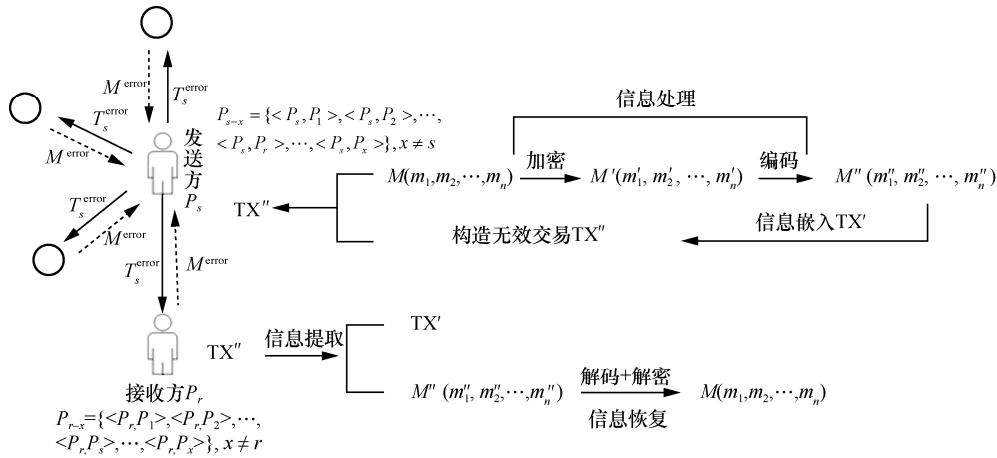 M^error
T_s^error
T_s^error
M^error
T_s^error
M^error
T_s^error
M^error
发送方P_s
P_{s−x} = {< P_s, P_1 >,< P_s, P_2 >,⋯,
< P_s, P_r >,⋯,< P_s, P_x >}, x ≠ s
信息处理
M(m_1,m_2,⋯,m_n)
加密
M′(m′_1, m′_2, ⋯, m′_n)
编码
M″ (m″_1, m″_2, ⋯, m″_n)
TX″
构造无效交易TX″
信息嵌入TX′
接收方P_r
P_{r−x}={<P_r,P_1>,<P_r,P_2>,⋯,
<P_r,P_s>,⋯,<P_r,P_x>}, x ≠ r
TX″
信息提取
TX′
M″ (m″_1, m″_2,⋯,m″_n)
解码+解密
信息恢复
M(m_1,m_2,⋯,m_n)